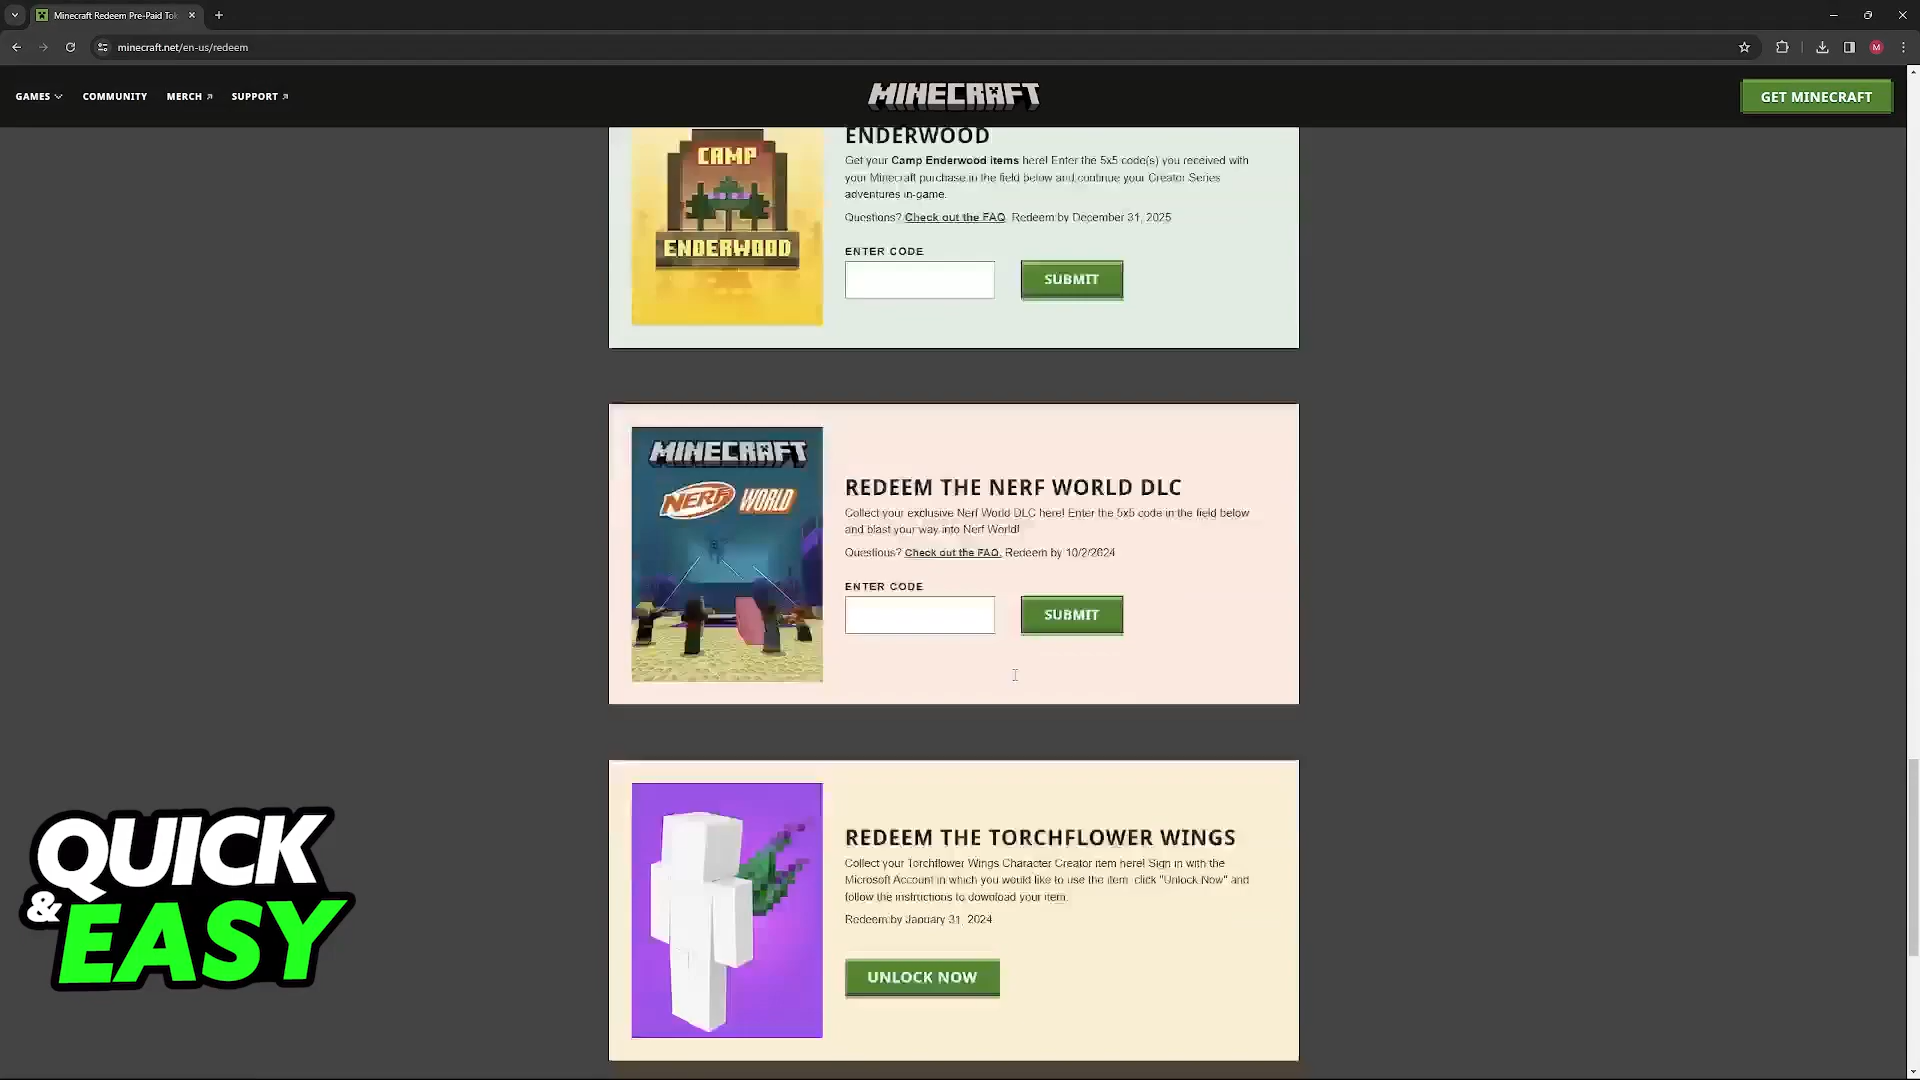 Minecraft Redeem Pre-Paid Tok
minecraft.net/en-us/redeem
M
GAMES
COMMUNITY
MERCH
SUPPORT
MINECRAFT
GET MINECRAFT
CAMP
ENDERWOOD
ENDERWOOD
Get your Camp Enderwood items here! Enter the 5x5 code(s) you received with
your Minecraft purchase in the field below and continue your Creator Series
adventures in-game.
Questions? Check out the FAQ. Redeem by December 31, 2025
ENTER CODE
SUBMIT
MINECRAFT
NERF WORLD
REDEEM THE NERF WORLD DLC
Collect your exclusive Nerf World DLC here! Enter the 5x5 code in the field below
and blast your way into Nerf World!
Questions? Check out the FAQ. Redeem by 10/2/2024
ENTER CODE
SUBMIT
REDEEM THE TORCHFLOWER WINGS
Collect your Torchflower Wings Character Creator item here! Sign in with the
Microsoft Account in which you would like to use the item, click "Unlock Now" and
follow the instructions to download your item.
Redeem by January 31, 2024
UNLOCK NOW
QUICK
& EASY